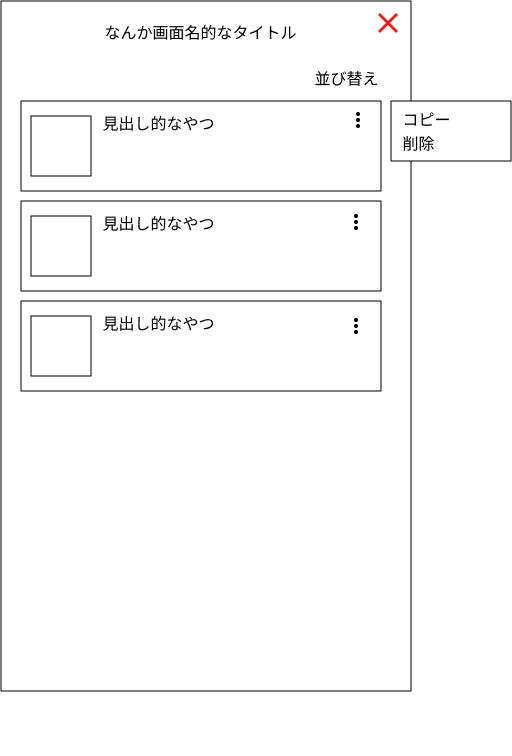 なんか画面名的なタイトル
並び替え
見出し的なやつ
コピー
削除
見出し的なやつ
見出し的なやつ